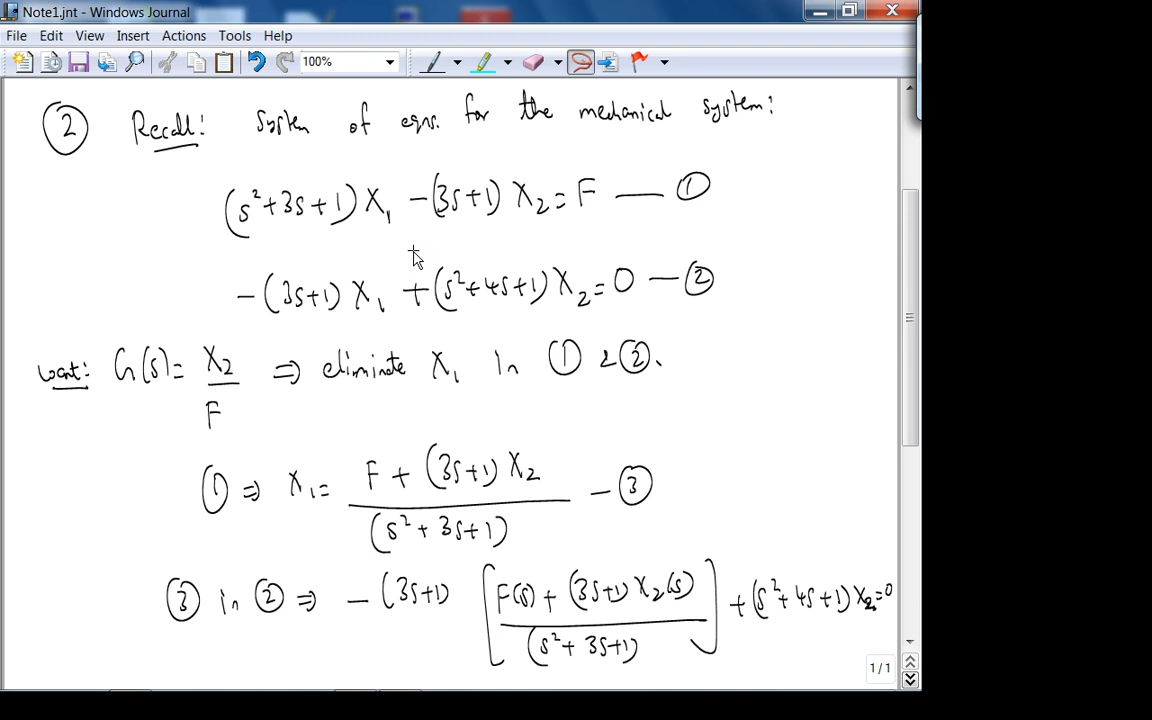 Note1.jnt - Windows Journal
File Edit View Insert Actions Tools Help
100%
② Recall: System of eqns. for the mechanical system:
(s²+3s+1)X₁ -(3s+1)X₂=F — ①
-(3s+1)X₁ +(s²+4s+1)X₂=0 — ②
want: G(s)= X₂/F ⇒ eliminate X₁ in ① & ②.
① ⇒ X₁= F + (3s+1)X₂ / (s²+3s+1) — ③
③ in ② ⇒ -(3s+1) [F(s)+(3s+1)X₂(s) / (s²+3s+1)] +(s²+4s+1)X₂=0
1/1